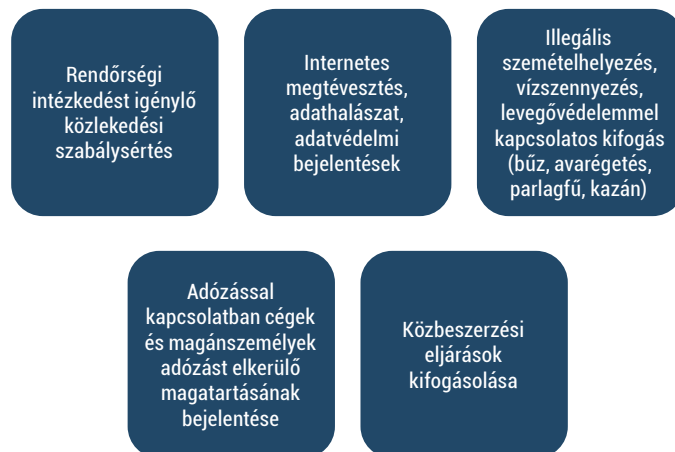 Rendőrségi
intézkedést igénylő
közlekedési
szabálysértés
Internetes
megtévesztés,
adathalászat,
adatvédelmi
bejelentések
Illegális
szemételhelyezés,
vízszennyezés,
levegővédelemmel
kapcsolatos kifogás
(bűz, avarégetés,
parlagfű, kazán)
Adózással
kapcsolatban cégek
és magánszemélyek
adózást elkerülő
magatartásának
bejelentése
Közbeszerzési
eljárások
kifogásolása